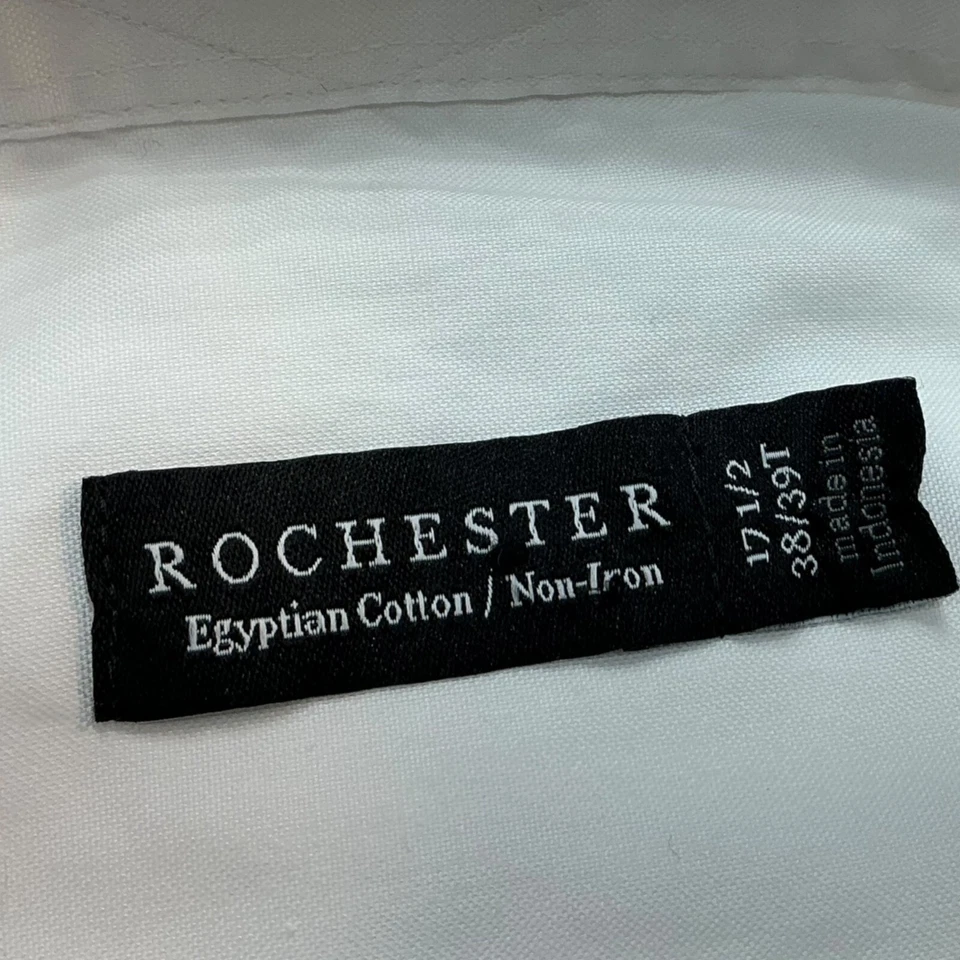 ROCHESTER
Egyptian Cotton / Non-Iron
17 1/2
38/39T
made in
Indonesia